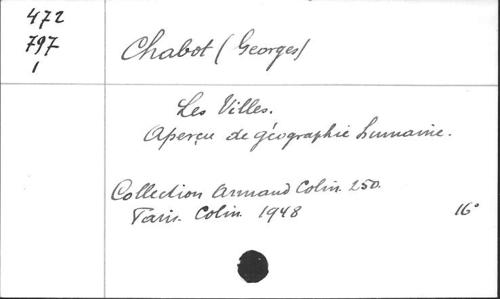 472
797
1
Chabot (Georges)
Les Villes.
Aperçu de géographie humaine.
Collection Armand Colin. 250.
Paris. Colin. 1948 16°